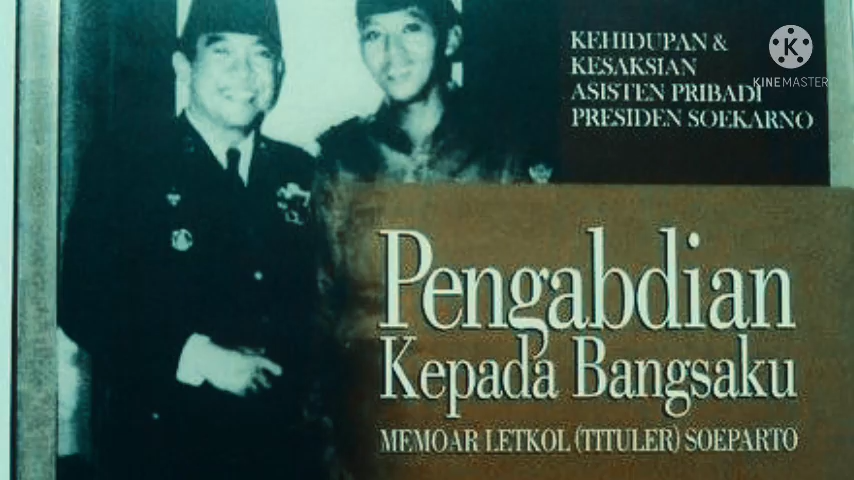 KEHIDUPAN &
KESAKSIAN
ASISTEN PRIBADI
PRESIDEN SOEKARNO
K
KINEMASTER
Pengabdian
Kepada Bangsaku
MEMOAR LETKOL (TITULER) SOEPARTO